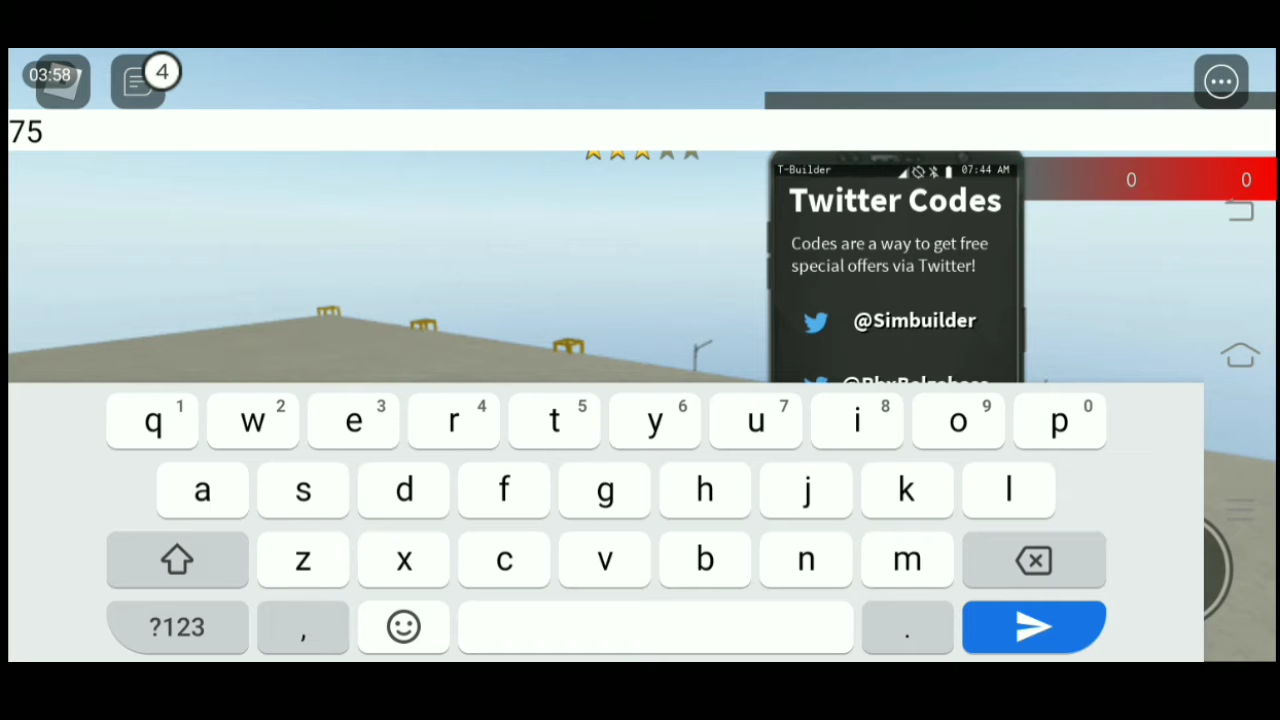 03:58
4
75
T-Builder 07:44 AM
Twitter Codes
0 0
Codes are a way to get free
special offers via Twitter!
@Simbuilder
q 1 w 2 e 3 r 4 t 5 y 6 u 7 i 8 o 9 p 0
a s d f g h j k l
z x c v b n m
?123 , .